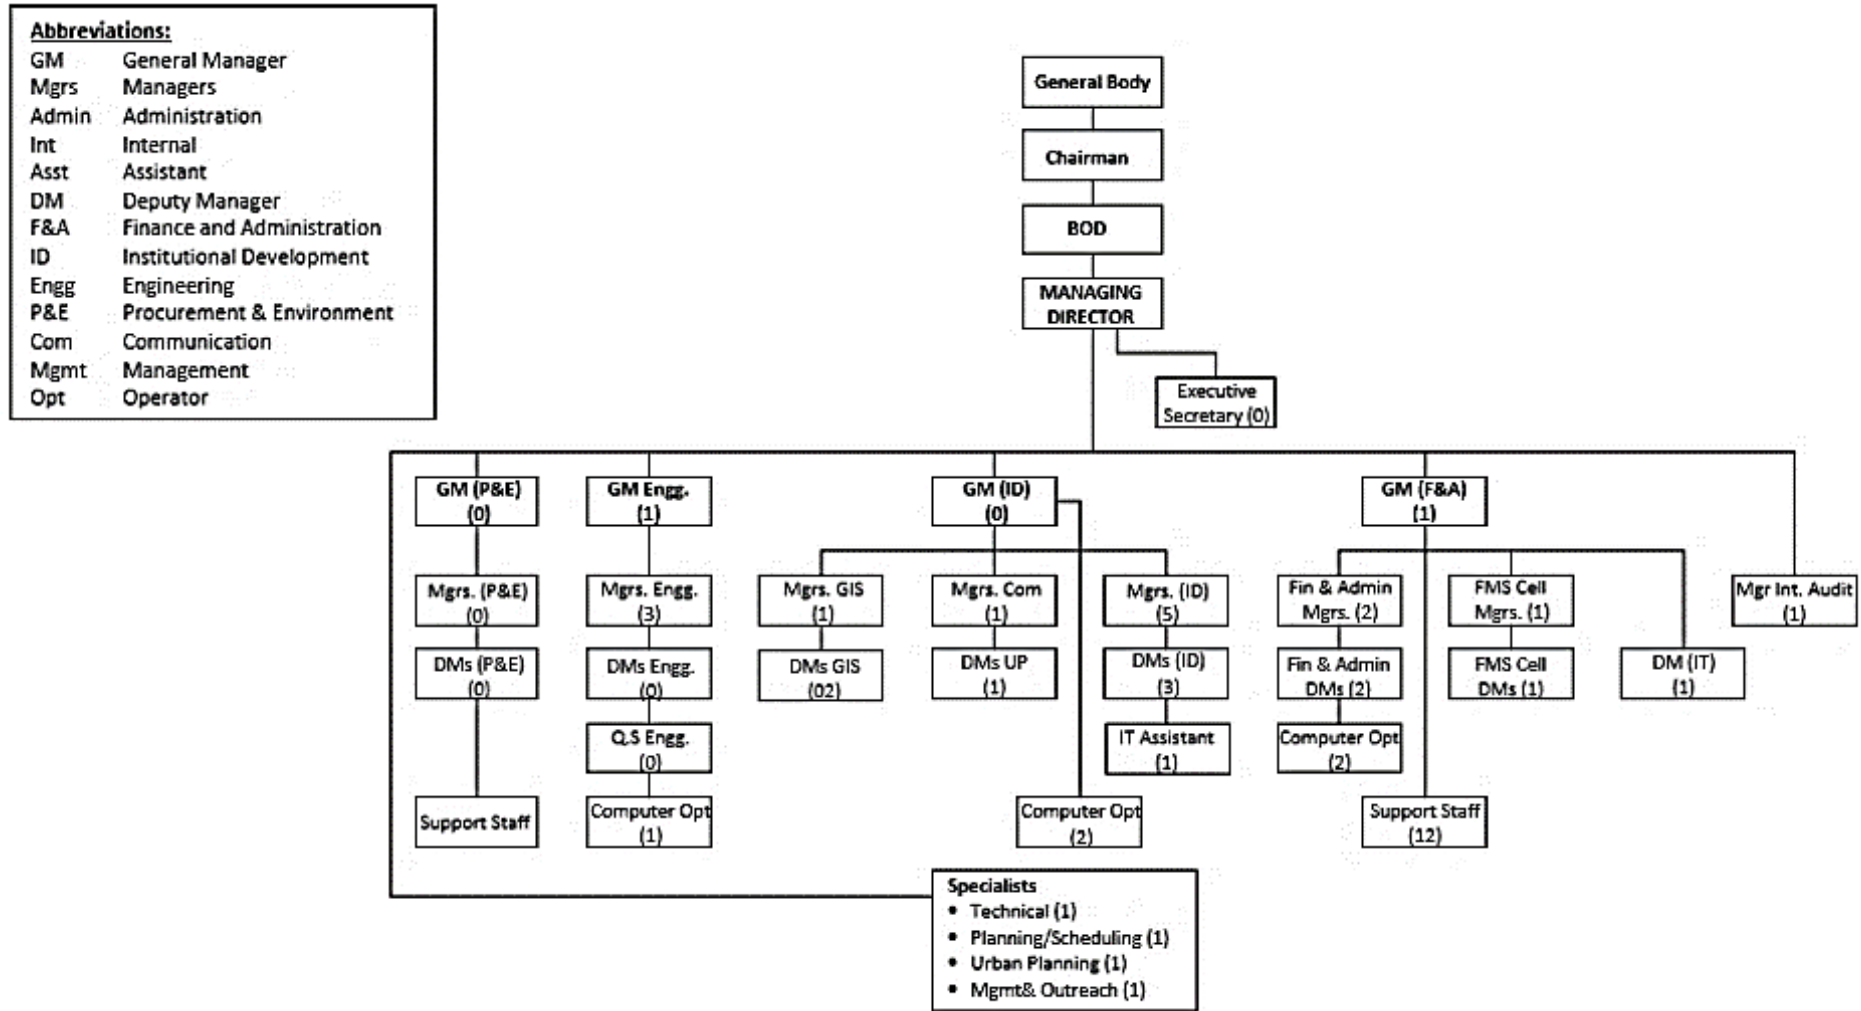 Abbreviations:
GM General Manager
Mgrs Managers
Admin Administration
Int Internal
Asst Assistant
DM Deputy Manager
F&A Finance and Administration
ID Institutional Development
Engg Engineering
P&E Procurement & Environment
Com Communication
Mgmt Management
Opt Operator
General Body
Chairman
BOD
MANAGING
DIRECTOR
Executive
Secretary (0)
GM (P&E)
(0)
GM Engg.
(1)
GM (ID)
(0)
GM (F&A)
(1)
Mgrs. (P&E)
(0)
Mgrs. Engg.
(3)
Mgrs. GIS
(1)
Mgrs. Com
(1)
Mgrs. (ID)
(5)
Fin & Admin
Mgrs. (2)
FMS Cell
Mgrs. (1)
Mgr Int. Audit
(1)
DMs (P&E)
(0)
DMs Engg.
(0)
DMs GIS
(02)
DMs UP
(1)
DMs (ID)
(3)
Fin & Admin
DMs (2)
FMS Cell
DMs (1)
DM (IT)
(1)
Q.S Engg.
(0)
IT Assistant
(1)
Computer Opt
(2)
Support Staff
Computer Opt
(1)
Computer Opt
(2)
Support Staff
(12)
Specialists
• Technical (1)
• Planning/Scheduling (1)
• Urban Planning (1)
• Mgmt& Outreach (1)